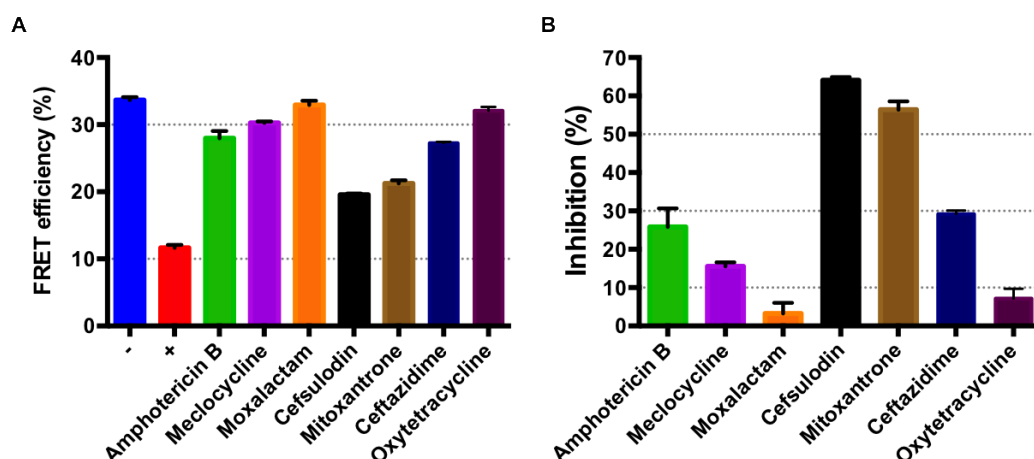 A
FRET efficiency (%)
40
30
20
10
0
-
+
Amphotericin B
Meclocycline
Moxalactam
Cefsulodin
Mitoxantrone
Ceftazidime
Oxytetracycline
B
Inhibition (%)
70
60
50
40
30
20
10
0
Amphotericin B
Meclocycline
Moxalactam
Cefsulodin
Mitoxantrone
Ceftazidime
Oxytetracycline